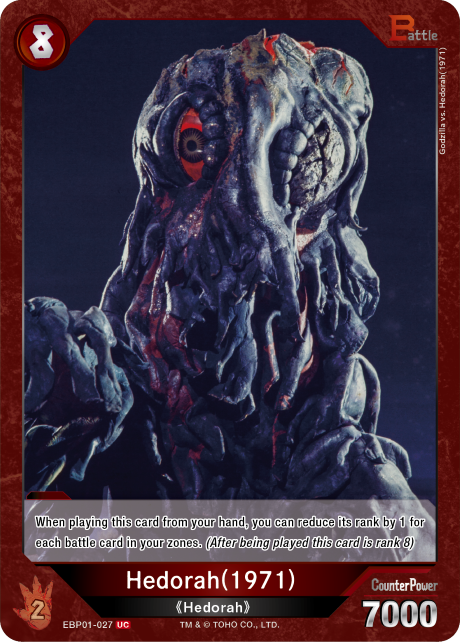 8
Battle
Godzilla vs. Hedorah(1971)
When playing this card from your hand, you can reduce its rank by 1 for
each battle card in your zones. (After being played this card is rank 8)
Hedorah(1971)
《Hedorah》
2
CounterPower
7000
EBP01-027 UC
TM & © TOHO CO., LTD.